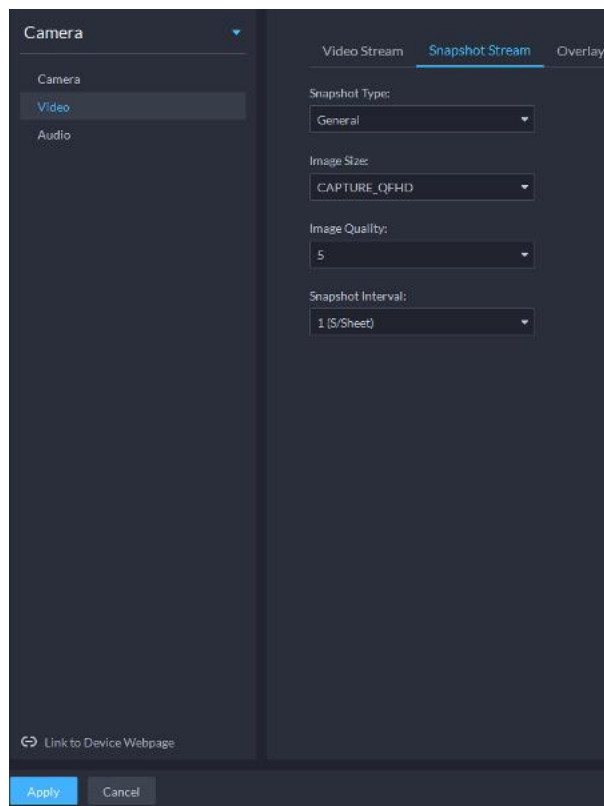 Camera
Camera
Video
Audio
Link to Device Webpage
Video Stream Snapshot Stream Overlay
Snapshot Type:
General
Image Size:
CAPTURE_QFHD
Image Quality:
5
Snapshot Interval:
1 (S/Sheet)
Apply Cancel